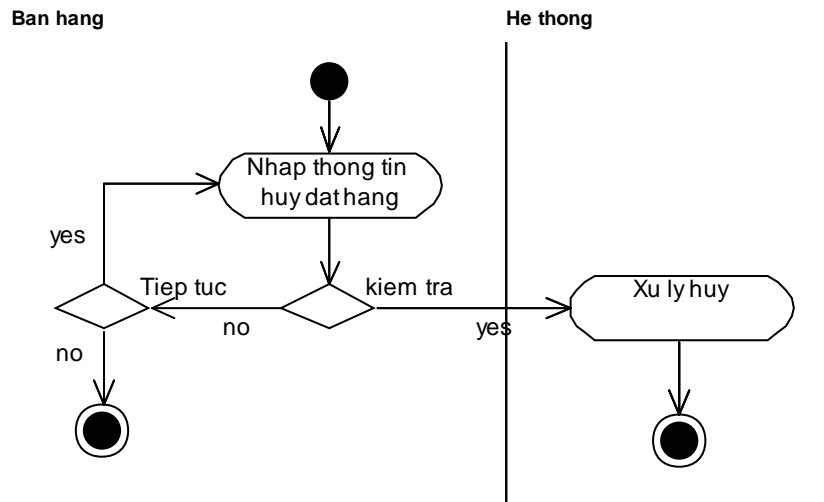 Ban hang
He thong
Nhap thong tin
huy dat hang
yes
Tiep tuc
kiem tra
Xu ly huy
no
yes
no